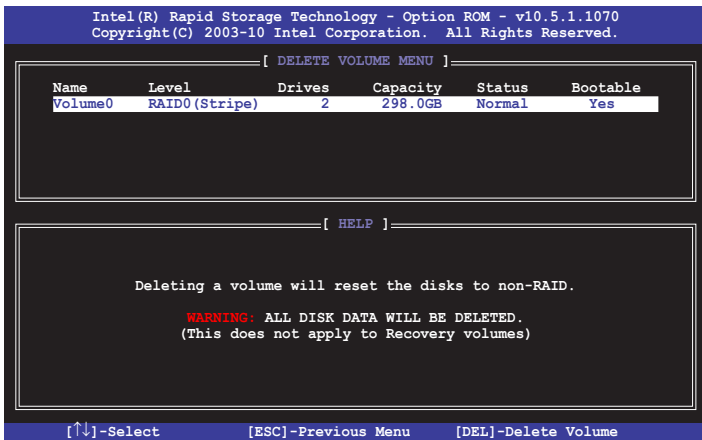 Intel(R) Rapid Storage Technology - Option ROM - v10.5.1.1070
Copyright(C) 2003-10 Intel Corporation. All Rights Reserved.
[ DELETE VOLUME MENU ]
Name Level Drives Capacity Status Bootable
Volume0 RAID0(Stripe) 2 298.0GB Normal Yes
[ HELP ]
Deleting a volume will reset the disks to non-RAID.
WARNING: ALL DISK DATA WILL BE DELETED.
(This does not apply to Recovery volumes)
[↑↓]-Select [ESC]-Previous Menu [DEL]-Delete Volume